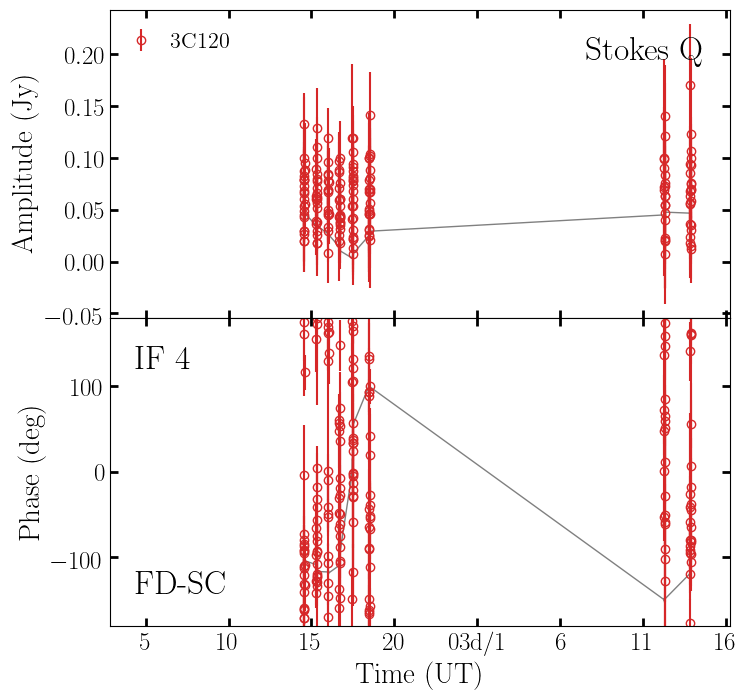 3C120
Stokes Q
Amplitude (Jy)
0.20
0.15
0.10
0.05
0.00
−0.05
IF 4
Phase (deg)
100
0
−100
FD-SC
5 10 15 20 03d/1 6 11 16
Time (UT)